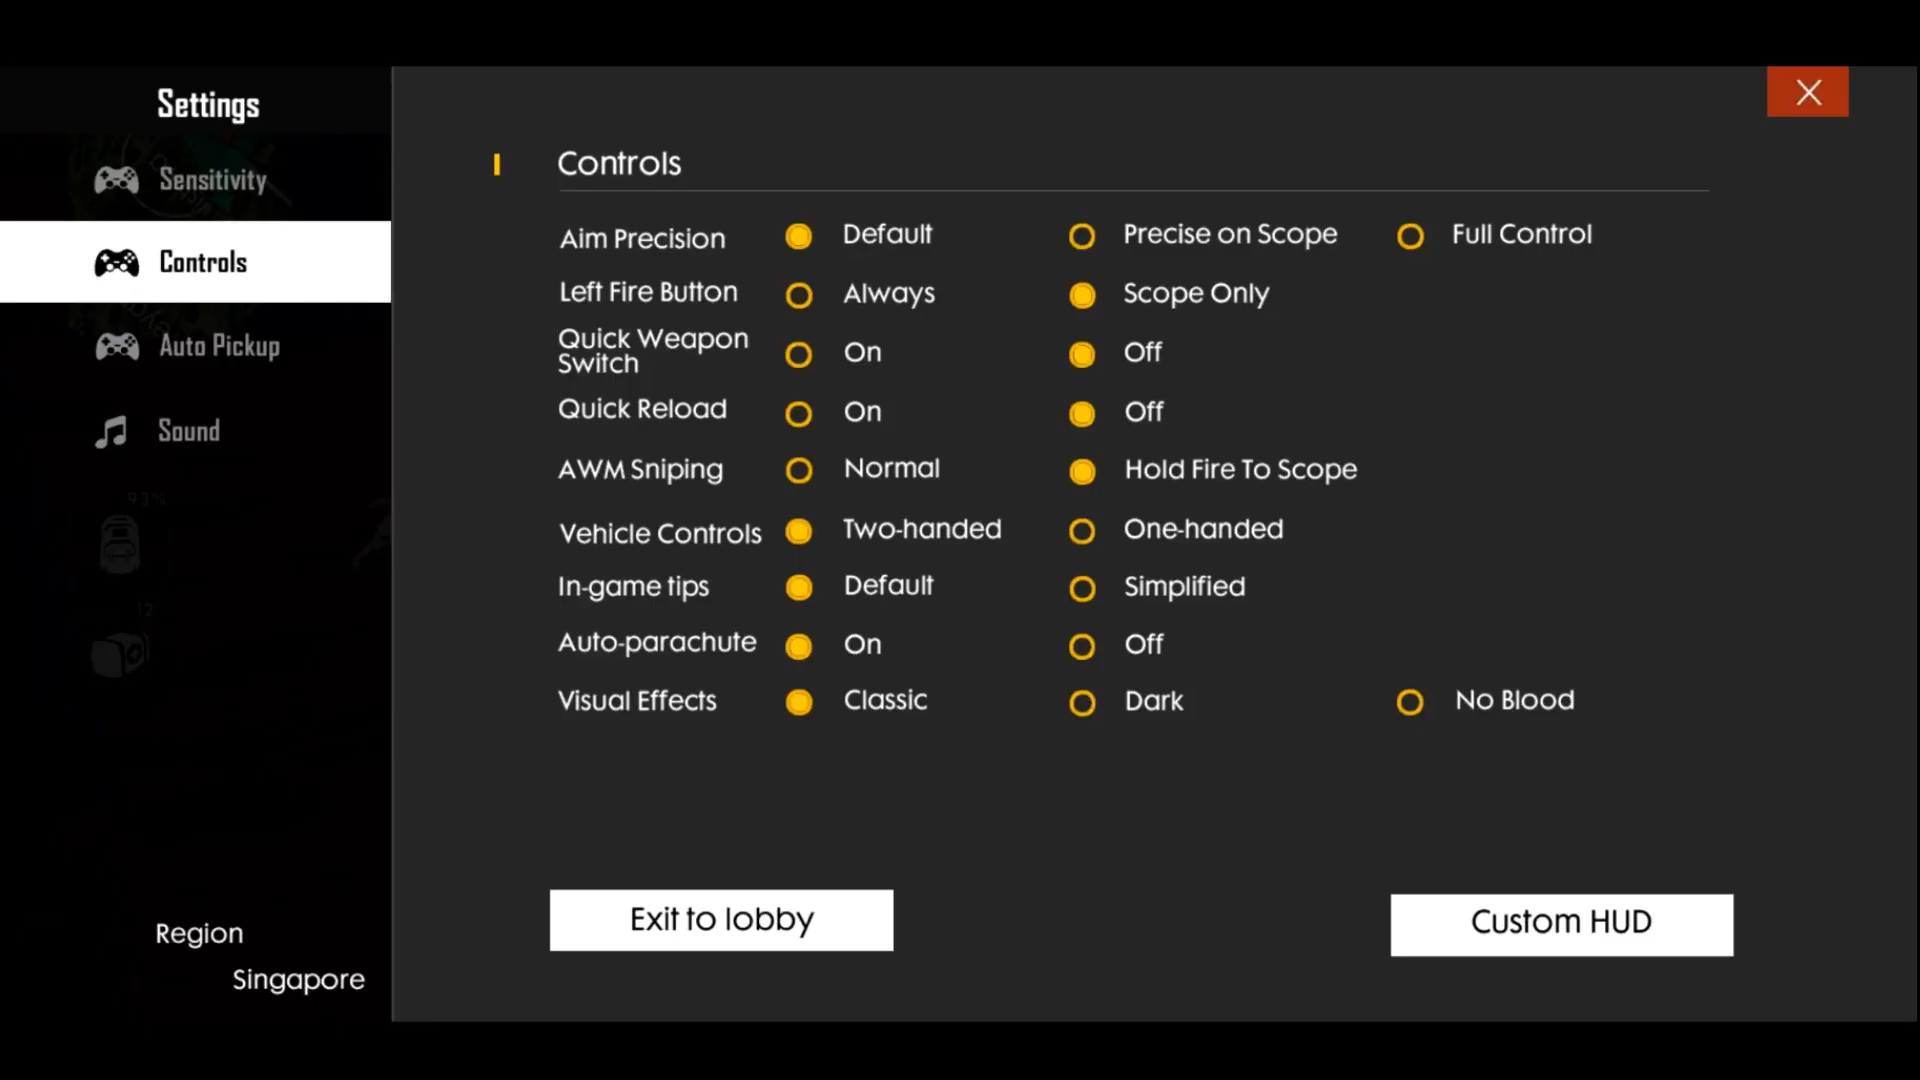 Settings
Sensitivity
Controls
Auto Pickup
Sound
93%
12
Region
Singapore
Controls
Aim Precision Default Precise on Scope Full Control
Left Fire Button Always Scope Only
Quick Weapon
Switch On Off
Quick Reload On Off
AWM Sniping Normal Hold Fire To Scope
Vehicle Controls Two-handed One-handed
In-game tips Default Simplified
Auto-parachute On Off
Visual Effects Classic Dark No Blood
Exit to lobby
Custom HUD